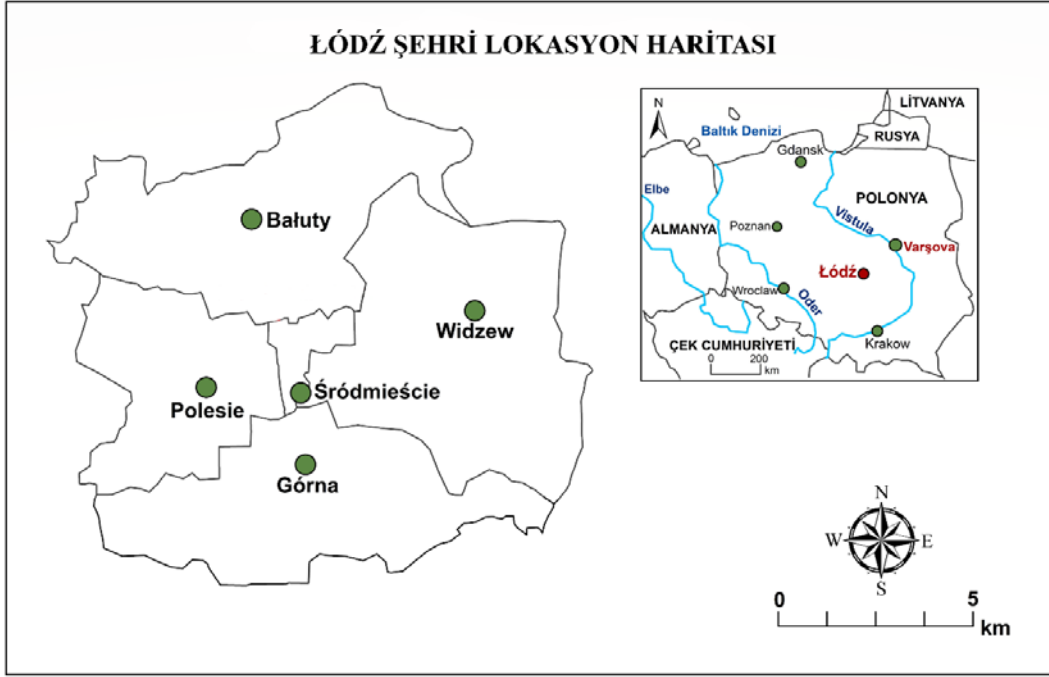 ŁÓDŹ ŞEHRİ LOKASYON HARİTASI
Bałuty
Widzew
Polesie
Śródmieście
Górna
N
LİTVANYA
Baltık Denizi
RUSYA
Gdansk
Elbe
POLONYA
ALMANYA
Poznan
Vistula
Varşova
Łódź
Wroclaw
Oder
Krakow
ÇEK CUMHURİYETİ
0 200
km
N
W E
S
0 5
km